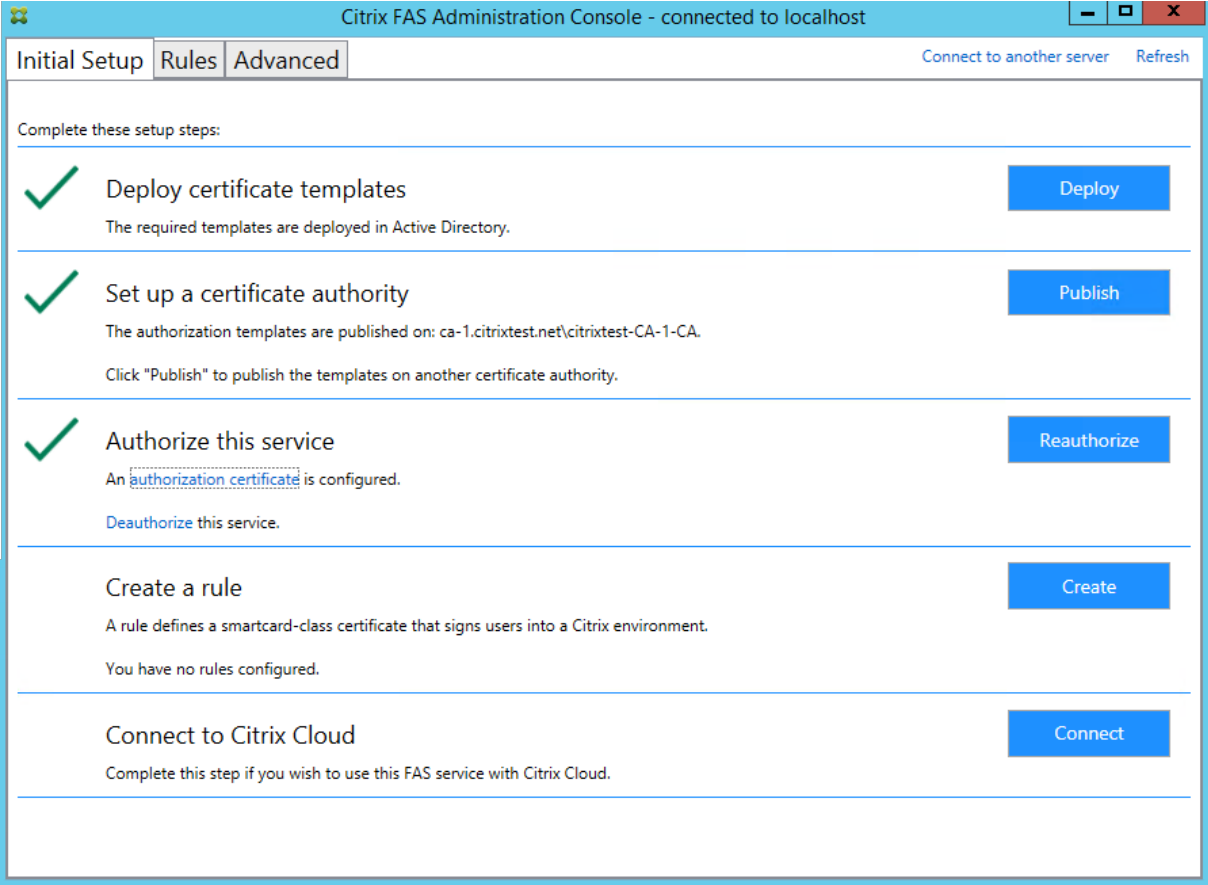 Citrix FAS Administration Console - connected to localhost
Initial Setup Rules Advanced Connect to another server Refresh
Complete these setup steps:
Deploy certificate templates
Deploy
The required templates are deployed in Active Directory.
Set up a certificate authority
Publish
The authorization templates are published on: ca-1.citrixtest.net\citrixtest-CA-1-CA.
Click "Publish" to publish the templates on another certificate authority.
Authorize this service
Reauthorize
An authorization certificate is configured.
Deauthorize this service.
Create a rule
Create
A rule defines a smartcard-class certificate that signs users into a Citrix environment.
You have no rules configured.
Connect to Citrix Cloud
Connect
Complete this step if you wish to use this FAS service with Citrix Cloud.